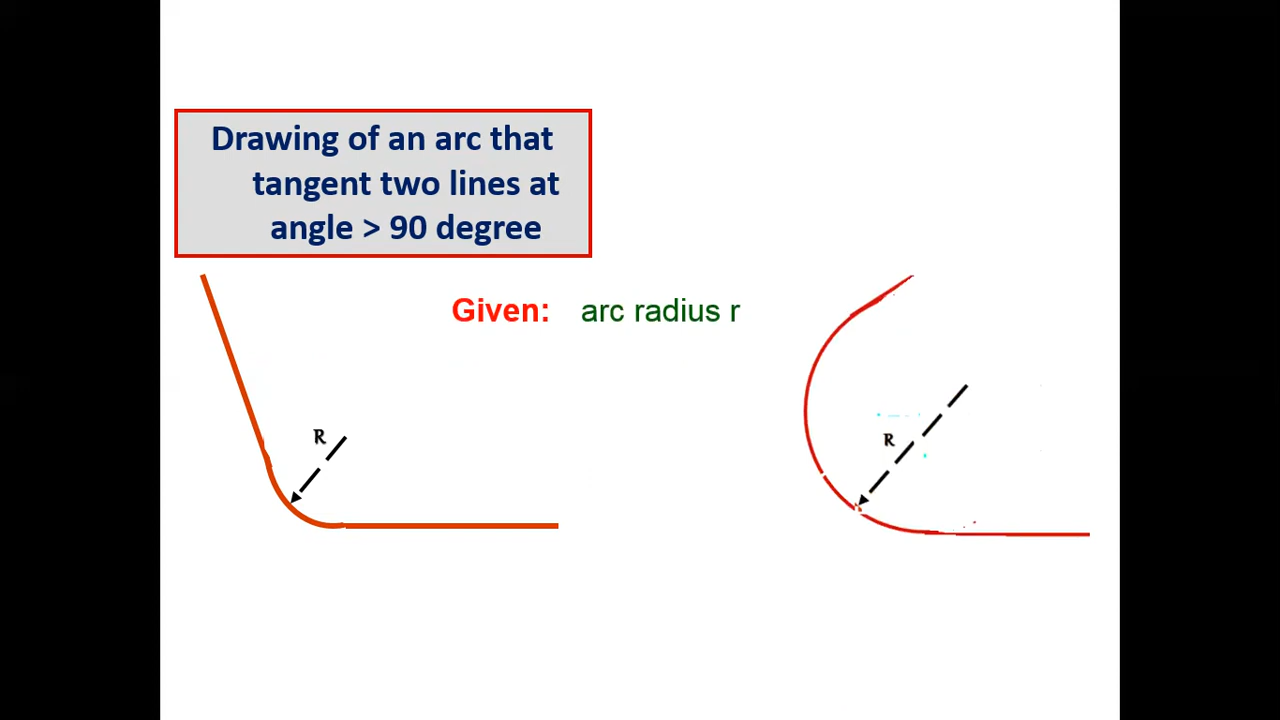 Drawing of an arc that
tangent two lines at
angle > 90 degree
Given: arc radius r
R
R